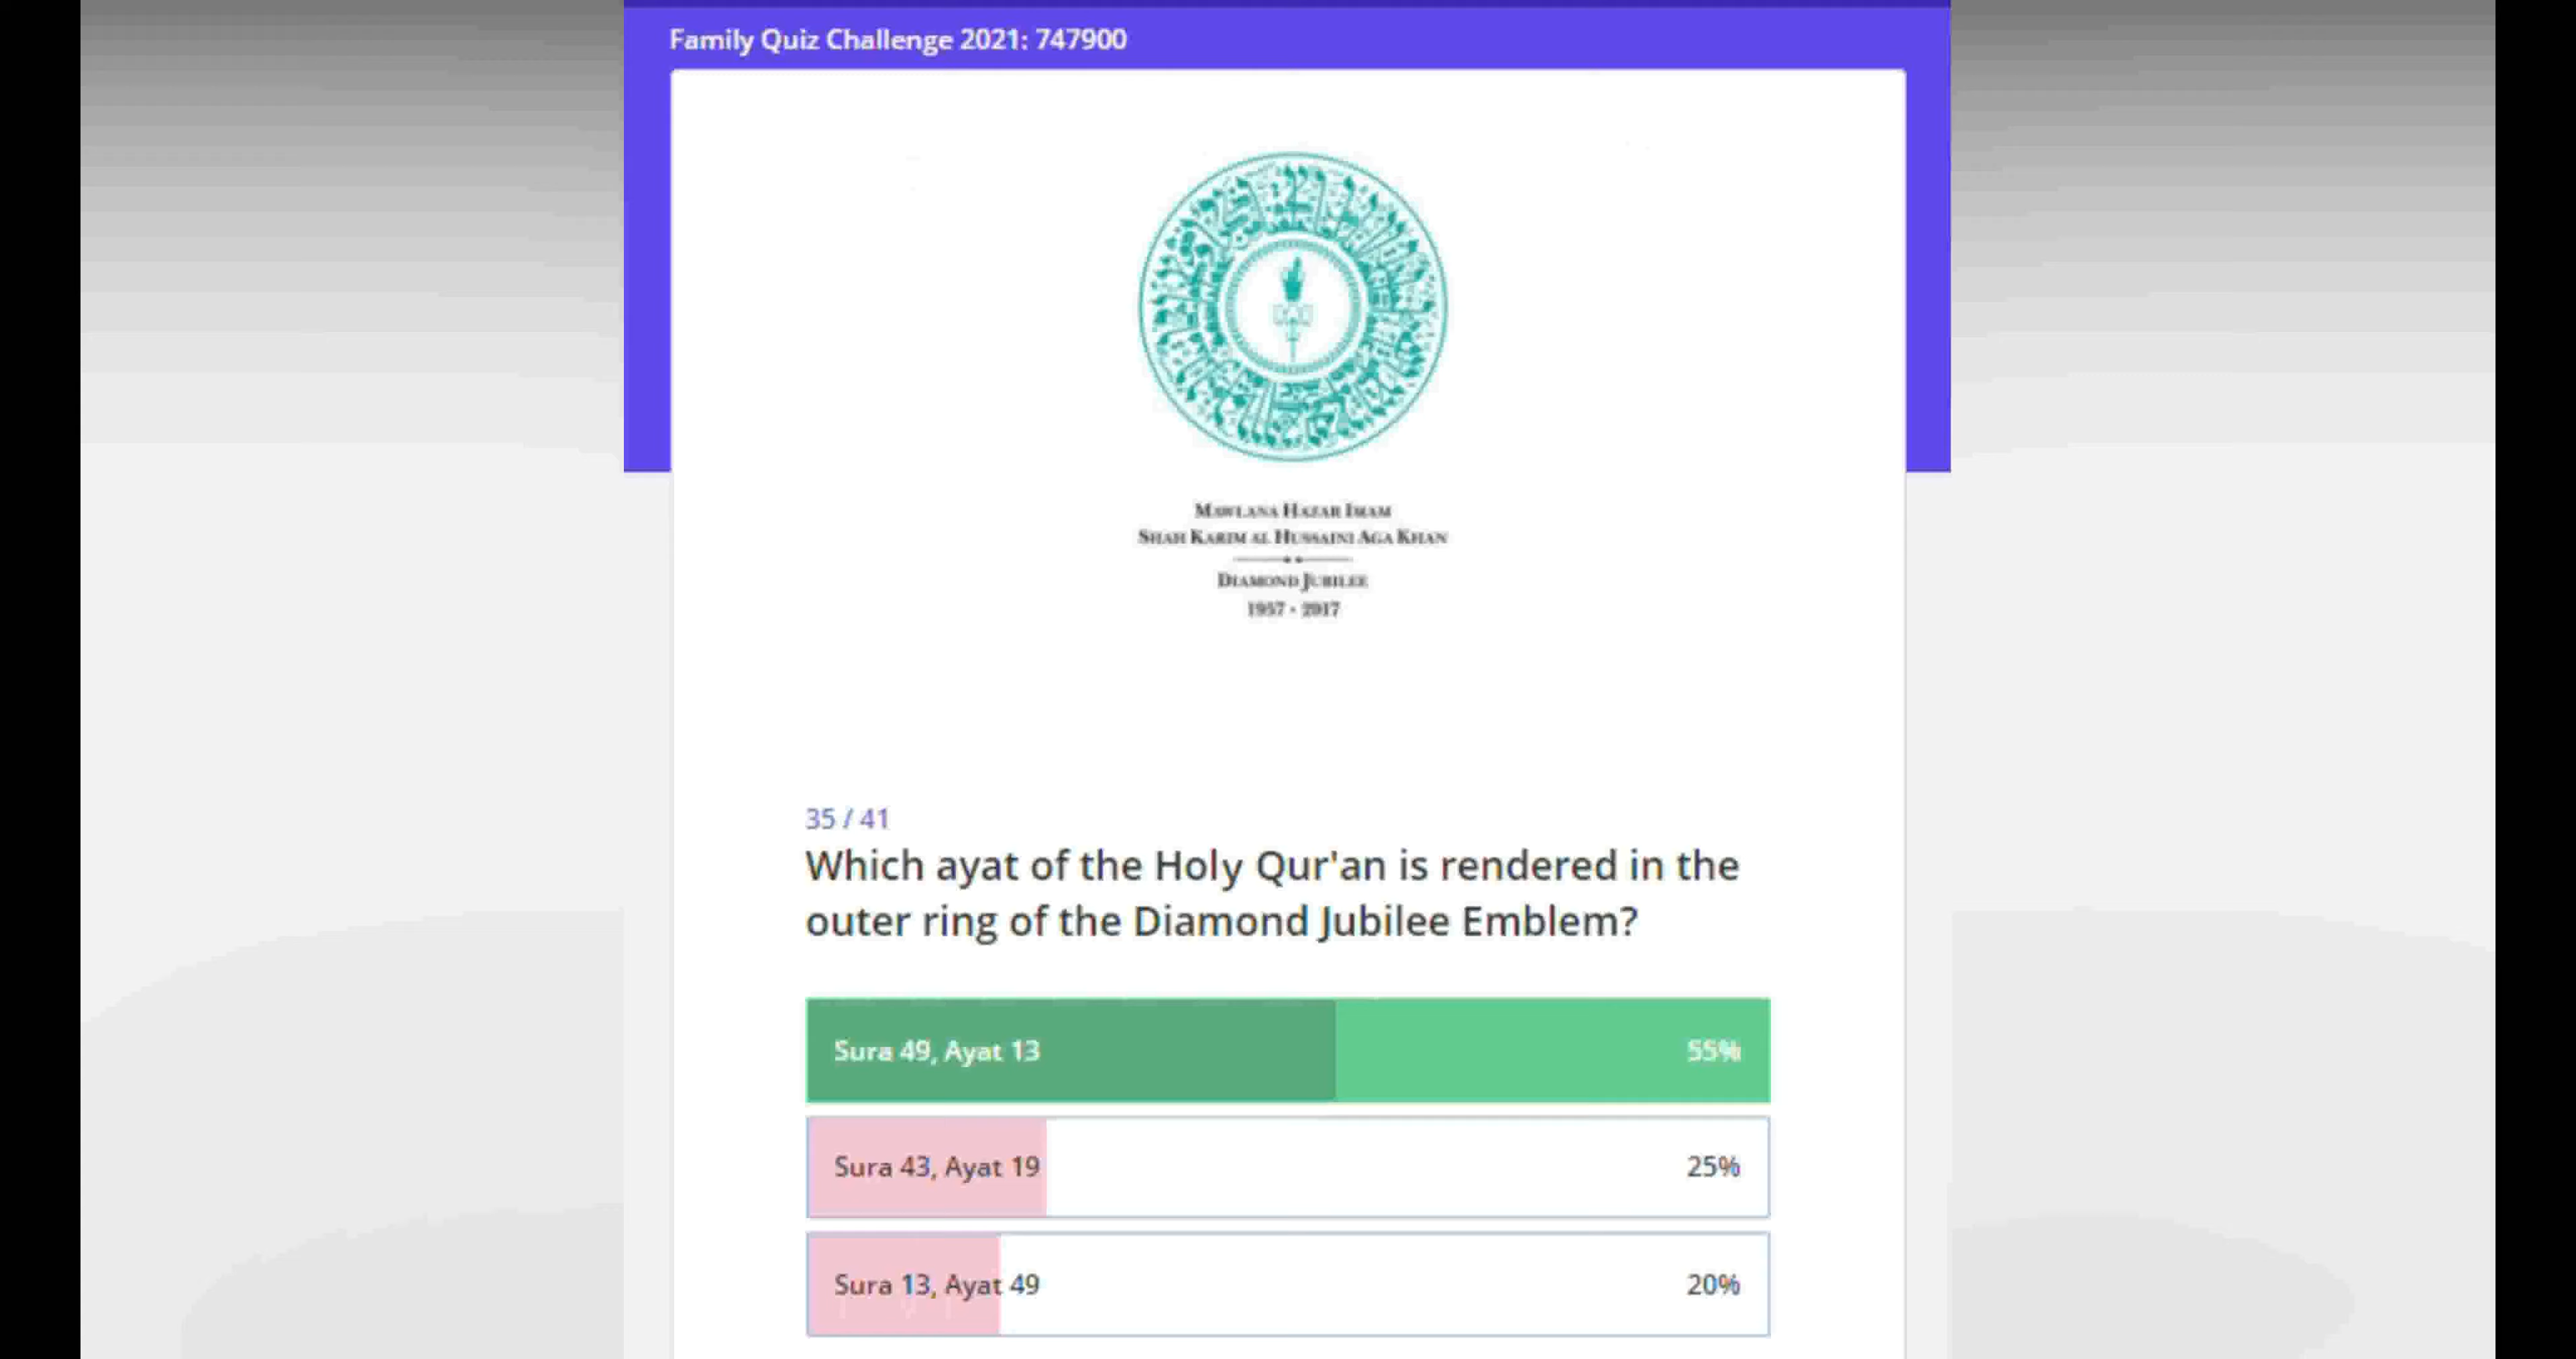 Family Quiz Challenge 2021: 747900
MAWLANA HAZAR IMAM
SHAH KARIM AL HUSSAINI AGA KHAN
DIAMOND JUBILEE
1957 - 2017
35 / 41
Which ayat of the Holy Qur'an is rendered in the
outer ring of the Diamond Jubilee Emblem?
Sura 49, Ayat 13 55%
Sura 43, Ayat 19 25%
Sura 13, Ayat 49 20%